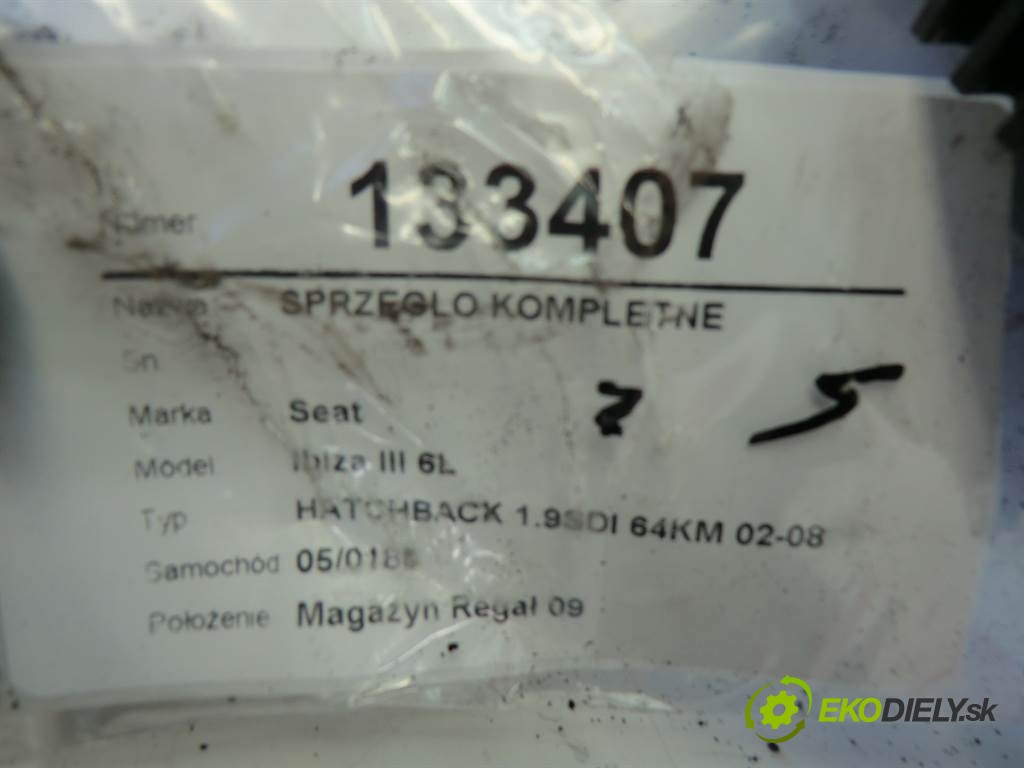 Numer 133407
Nazwa SPRZEGLO KOMPLETNE
Sn
Marka Seat 2 5
Model Ibiza III 6L
Typ HATCHBACK 1.9SDI 64KM 02-08
Samochód
Położenie Magazyn Regał 09
EKODIELY.sk